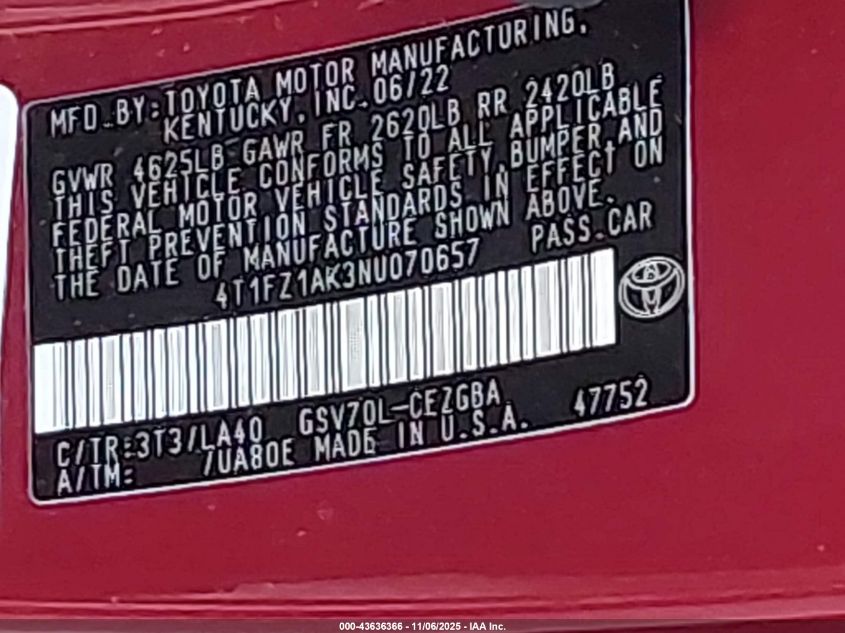 MFD. BY: TOYOTA MOTOR MANUFACTURING,
KENTUCKY, INC. 06/22
GVWR 4625LB GAWR FR 2620LB RR 2420LB
THIS VEHICLE CONFORMS TO ALL APPLICABLE
FEDERAL MOTOR VEHICLE SAFETY, BUMPER, AND
THEFT PREVENTION STANDARDS IN EFFECT ON
THE DATE OF MANUFACTURE SHOWN ABOVE.
4T1FZ1AK3NU070657 PASS. CAR
C/TR: 3T3/LA40 GSV70L-CEZGBA 47752
A/TM: /UA80E MADE IN U.S.A.
000-43636366 - 11/06/2025 - IAA Inc.